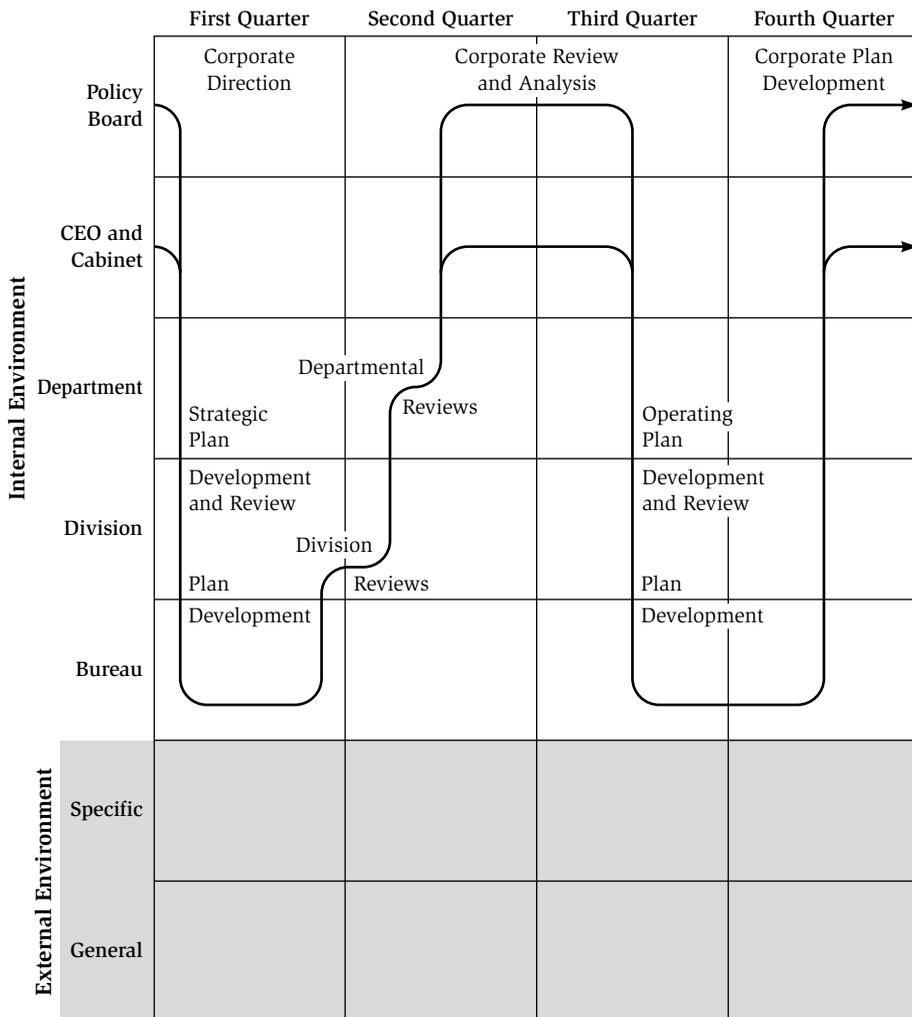 First Quarter
Second Quarter
Third Quarter
Fourth Quarter
Corporate
Direction
Corporate Review
and Analysis
Corporate Plan
Development
Policy
Board
CEO and
Cabinet
Internal Environment
Department
Departmental
Reviews
Strategic
Plan
Operating
Plan
Division
Development
and Review
Development
and Review
Division
Reviews
Plan
Plan
Bureau
Development
Development
External Environment
Specific
General